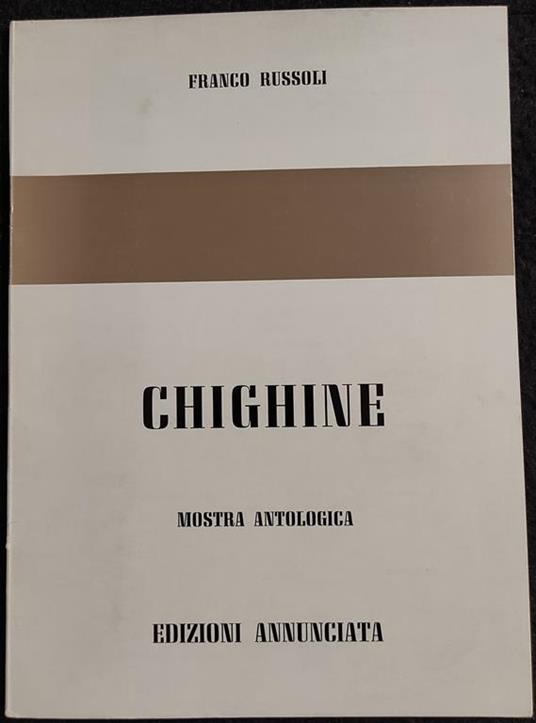 FRANCO RUSSOLI
CHIGHINE
MOSTRA ANTOLOGICA
EDIZIONI ANNUNCIATA